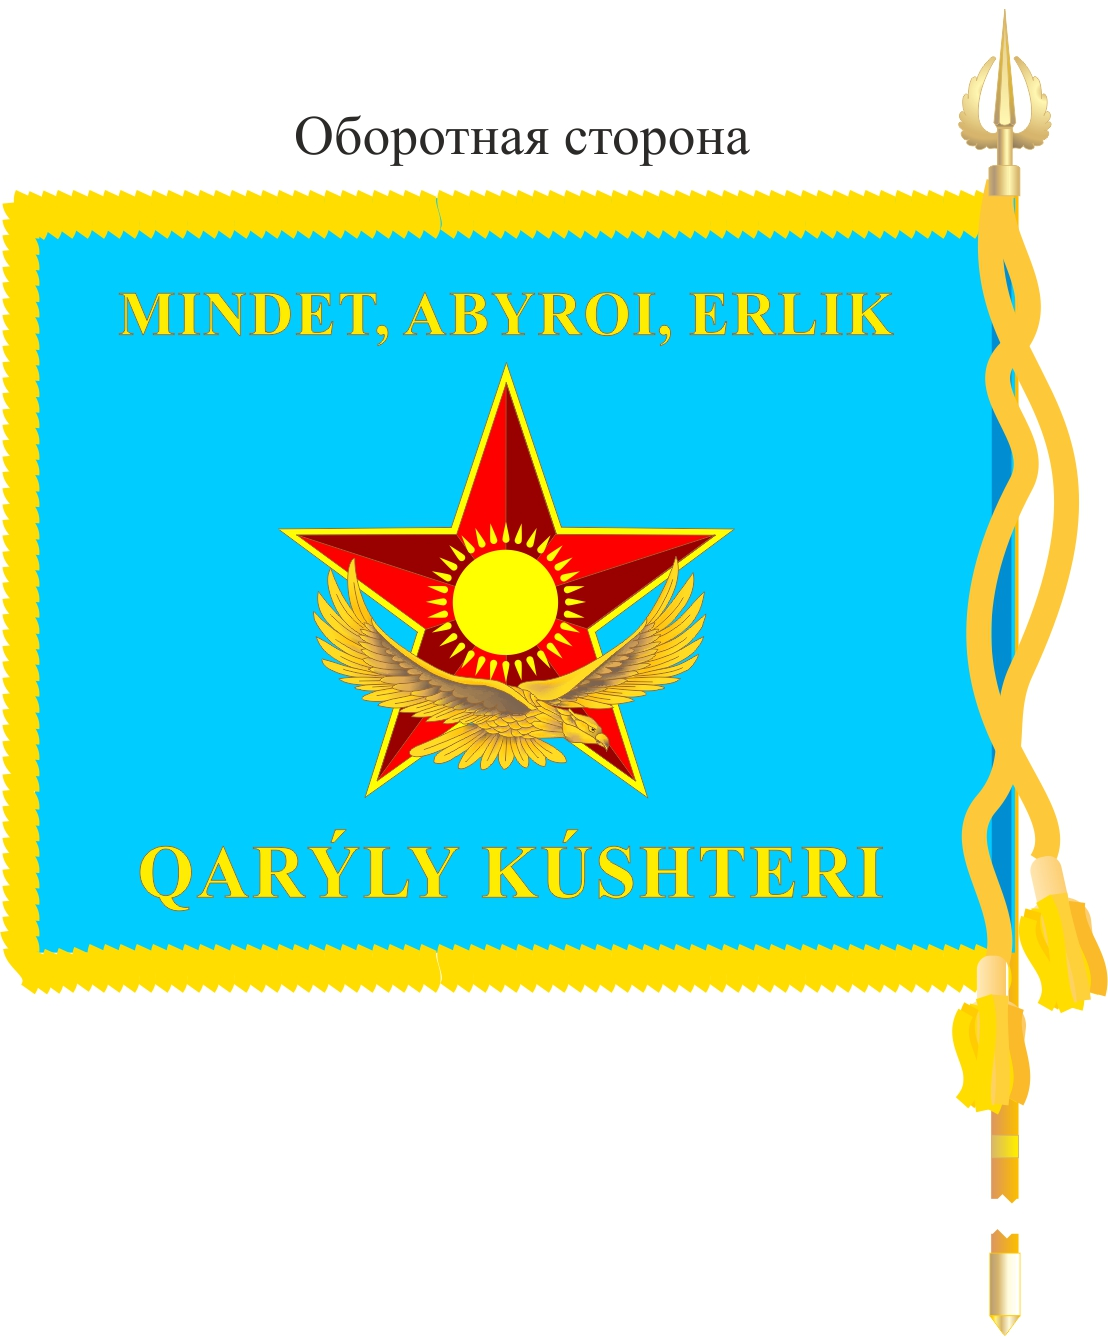 Оборотная сторона
MINDET, ABYROI, ERLIK
QARÝLY KÚSHTERI